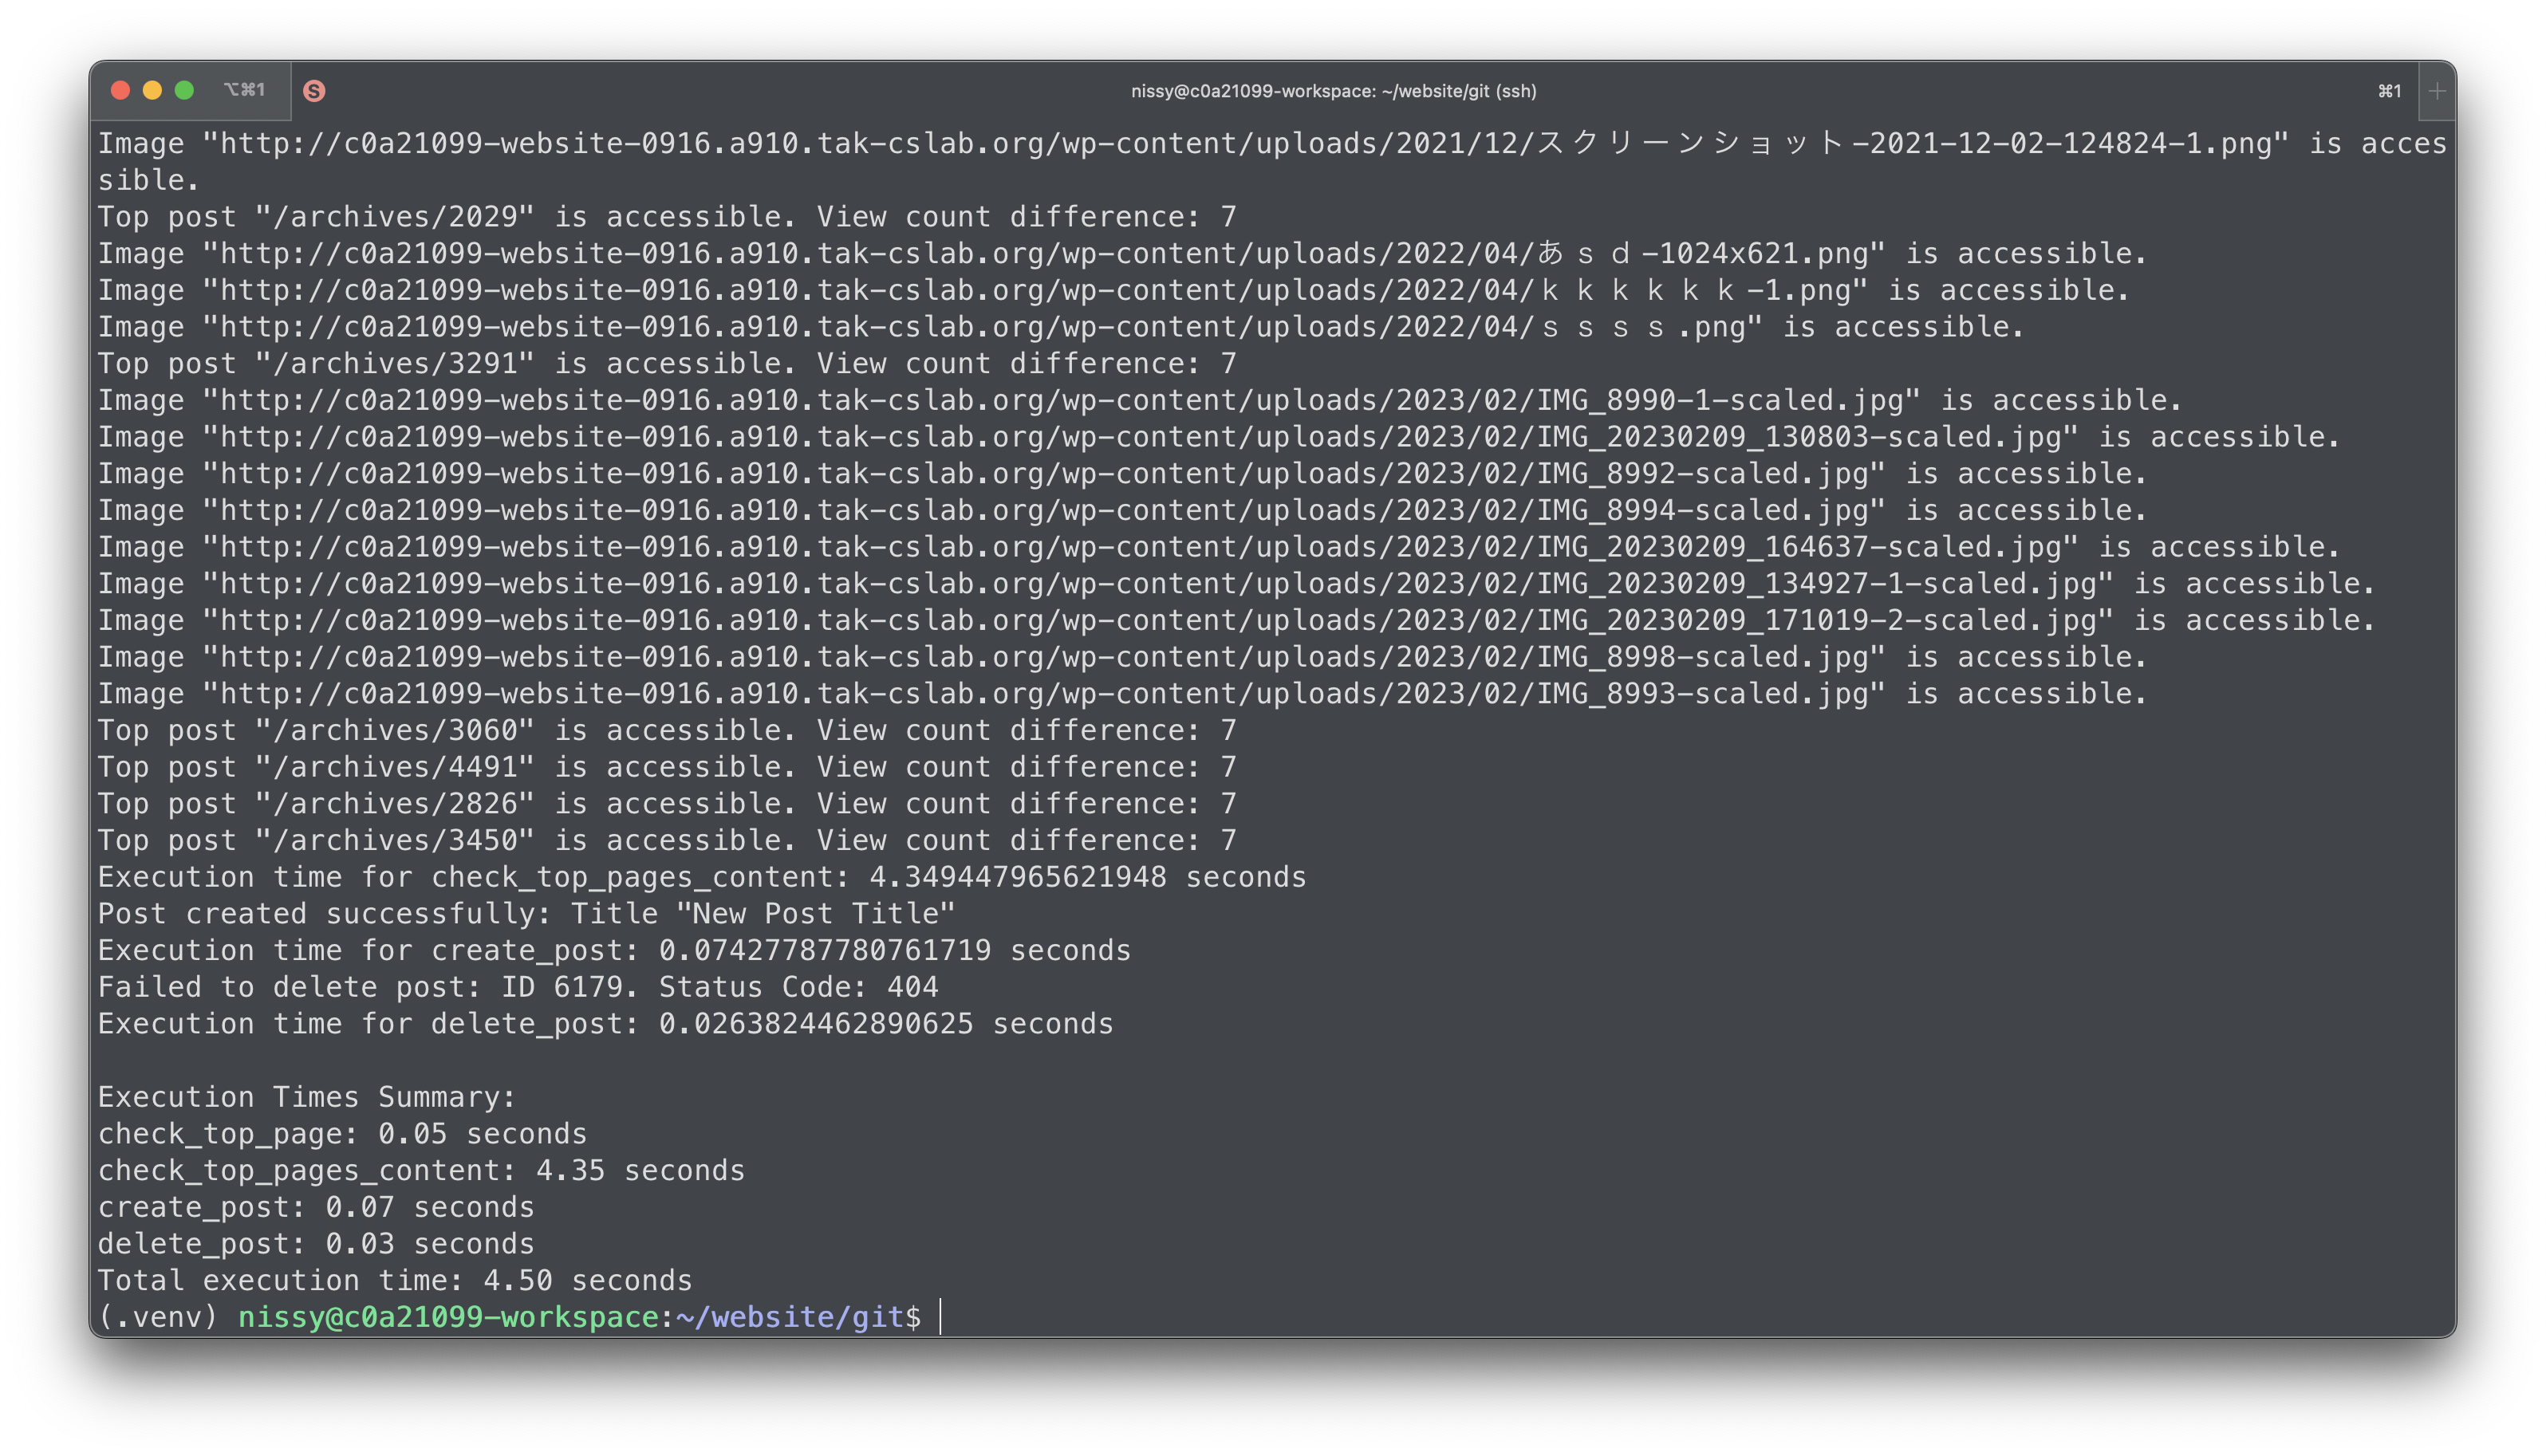 ⌥⌘1
S
nissy@c0a21099-workspace: ~/website/git (ssh)
⌘1
Image "http://c0a21099-website-0916.a910.tak-cslab.org/wp-content/uploads/2021/12/スクリーンショット-2021-12-02-124824-1.png" is acces
sible.
Top post "/archives/2029" is accessible. View count difference: 7
Image "http://c0a21099-website-0916.a910.tak-cslab.org/wp-content/uploads/2022/04/あｓｄ-1024x621.png" is accessible.
Image "http://c0a21099-website-0916.a910.tak-cslab.org/wp-content/uploads/2022/04/ｋｋｋｋｋｋ-1.png" is accessible.
Image "http://c0a21099-website-0916.a910.tak-cslab.org/wp-content/uploads/2022/04/ｓｓｓｓ.png" is accessible.
Top post "/archives/3291" is accessible. View count difference: 7
Image "http://c0a21099-website-0916.a910.tak-cslab.org/wp-content/uploads/2023/02/IMG_8990-1-scaled.jpg" is accessible.
Image "http://c0a21099-website-0916.a910.tak-cslab.org/wp-content/uploads/2023/02/IMG_20230209_130803-scaled.jpg" is accessible.
Image "http://c0a21099-website-0916.a910.tak-cslab.org/wp-content/uploads/2023/02/IMG_8992-scaled.jpg" is accessible.
Image "http://c0a21099-website-0916.a910.tak-cslab.org/wp-content/uploads/2023/02/IMG_8994-scaled.jpg" is accessible.
Image "http://c0a21099-website-0916.a910.tak-cslab.org/wp-content/uploads/2023/02/IMG_20230209_164637-scaled.jpg" is accessible.
Image "http://c0a21099-website-0916.a910.tak-cslab.org/wp-content/uploads/2023/02/IMG_20230209_134927-1-scaled.jpg" is accessible.
Image "http://c0a21099-website-0916.a910.tak-cslab.org/wp-content/uploads/2023/02/IMG_20230209_171019-2-scaled.jpg" is accessible.
Image "http://c0a21099-website-0916.a910.tak-cslab.org/wp-content/uploads/2023/02/IMG_8998-scaled.jpg" is accessible.
Image "http://c0a21099-website-0916.a910.tak-cslab.org/wp-content/uploads/2023/02/IMG_8993-scaled.jpg" is accessible.
Top post "/archives/3060" is accessible. View count difference: 7
Top post "/archives/4491" is accessible. View count difference: 7
Top post "/archives/2826" is accessible. View count difference: 7
Top post "/archives/3450" is accessible. View count difference: 7
Execution time for check_top_pages_content: 4.349447965621948 seconds
Post created successfully: Title "New Post Title"
Execution time for create_post: 0.07427787780761719 seconds
Failed to delete post: ID 6179. Status Code: 404
Execution time for delete_post: 0.0263824462890625 seconds
Execution Times Summary:
check_top_page: 0.05 seconds
check_top_pages_content: 4.35 seconds
create_post: 0.07 seconds
delete_post: 0.03 seconds
Total execution time: 4.50 seconds
(.venv) nissy@c0a21099-workspace:~/website/git$